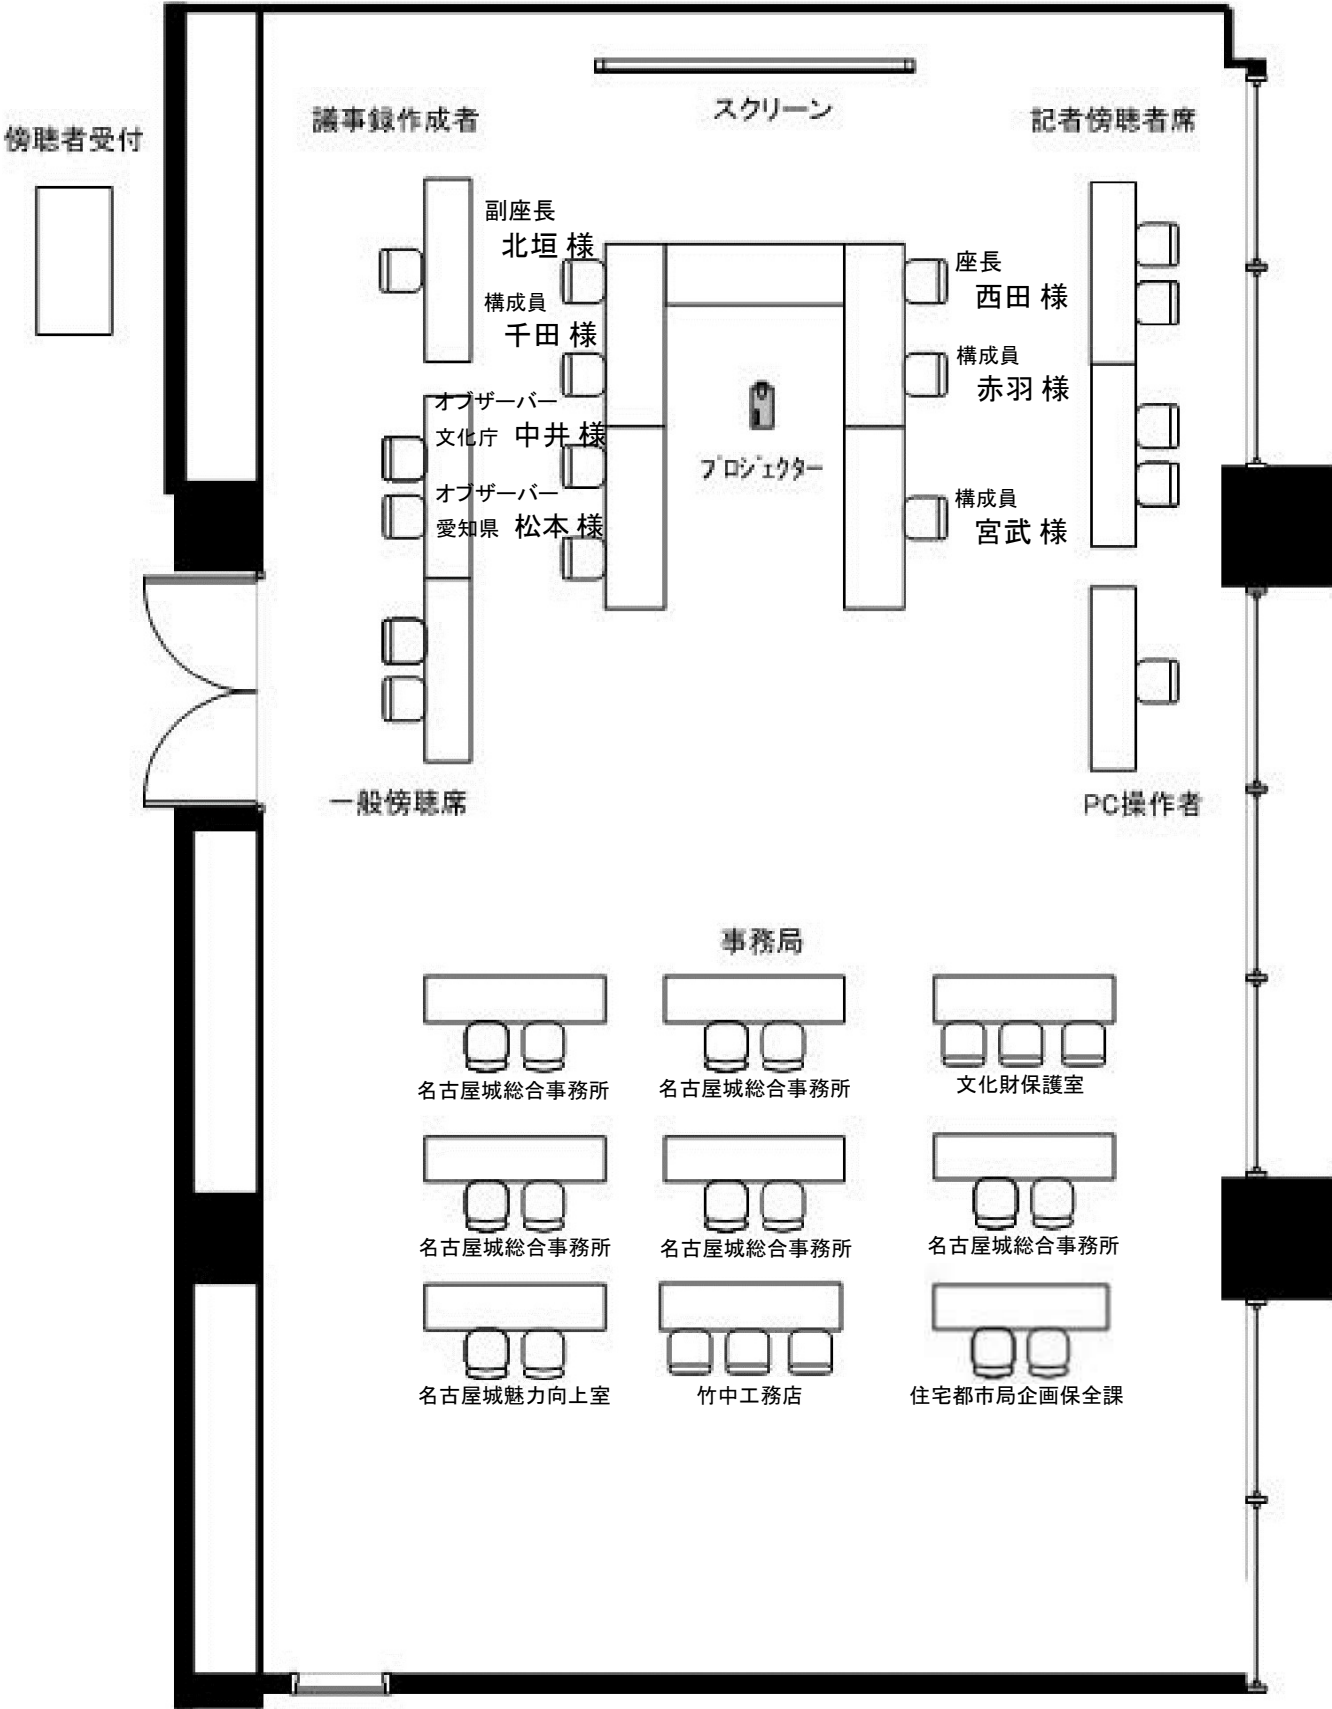 スクリーン
議事録作成者
記者傍聴者席
傍聴者受付
副座長
北垣 様
構成員
千田 様
オブザーバー
文化庁 中井 様
オブザーバー
愛知県 松本 様
座長
西田 様
構成員
赤羽 様
構成員
宮武 様
プロジェクター
一般傍聴席
PC操作者
事務局
名古屋城総合事務所
名古屋城総合事務所
文化財保護室
名古屋城総合事務所
名古屋城総合事務所
名古屋城総合事務所
名古屋城魅力向上室
竹中工務店
住宅都市局企画保全課